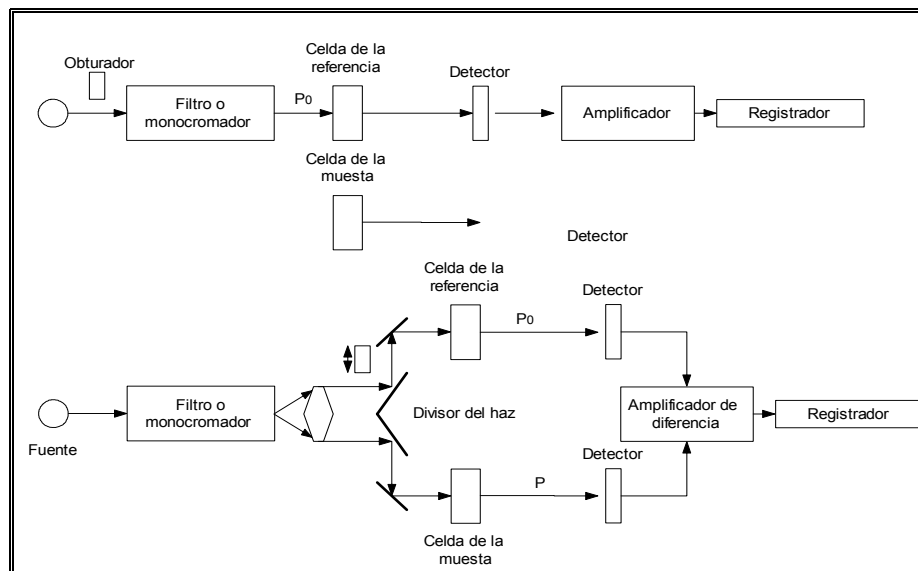 Celda de la
referencia
Obturador
Detector
Filtro o
monocromador
P0
Amplificador
Registrador
Celda de la
muesta
Detector
Celda de la
referencia
Detector
P0
Filtro o
monocromador
Divisor del haz
Amplificador de
diferencia
Registrador
Fuente
Detector
P
Celda de la
muesta